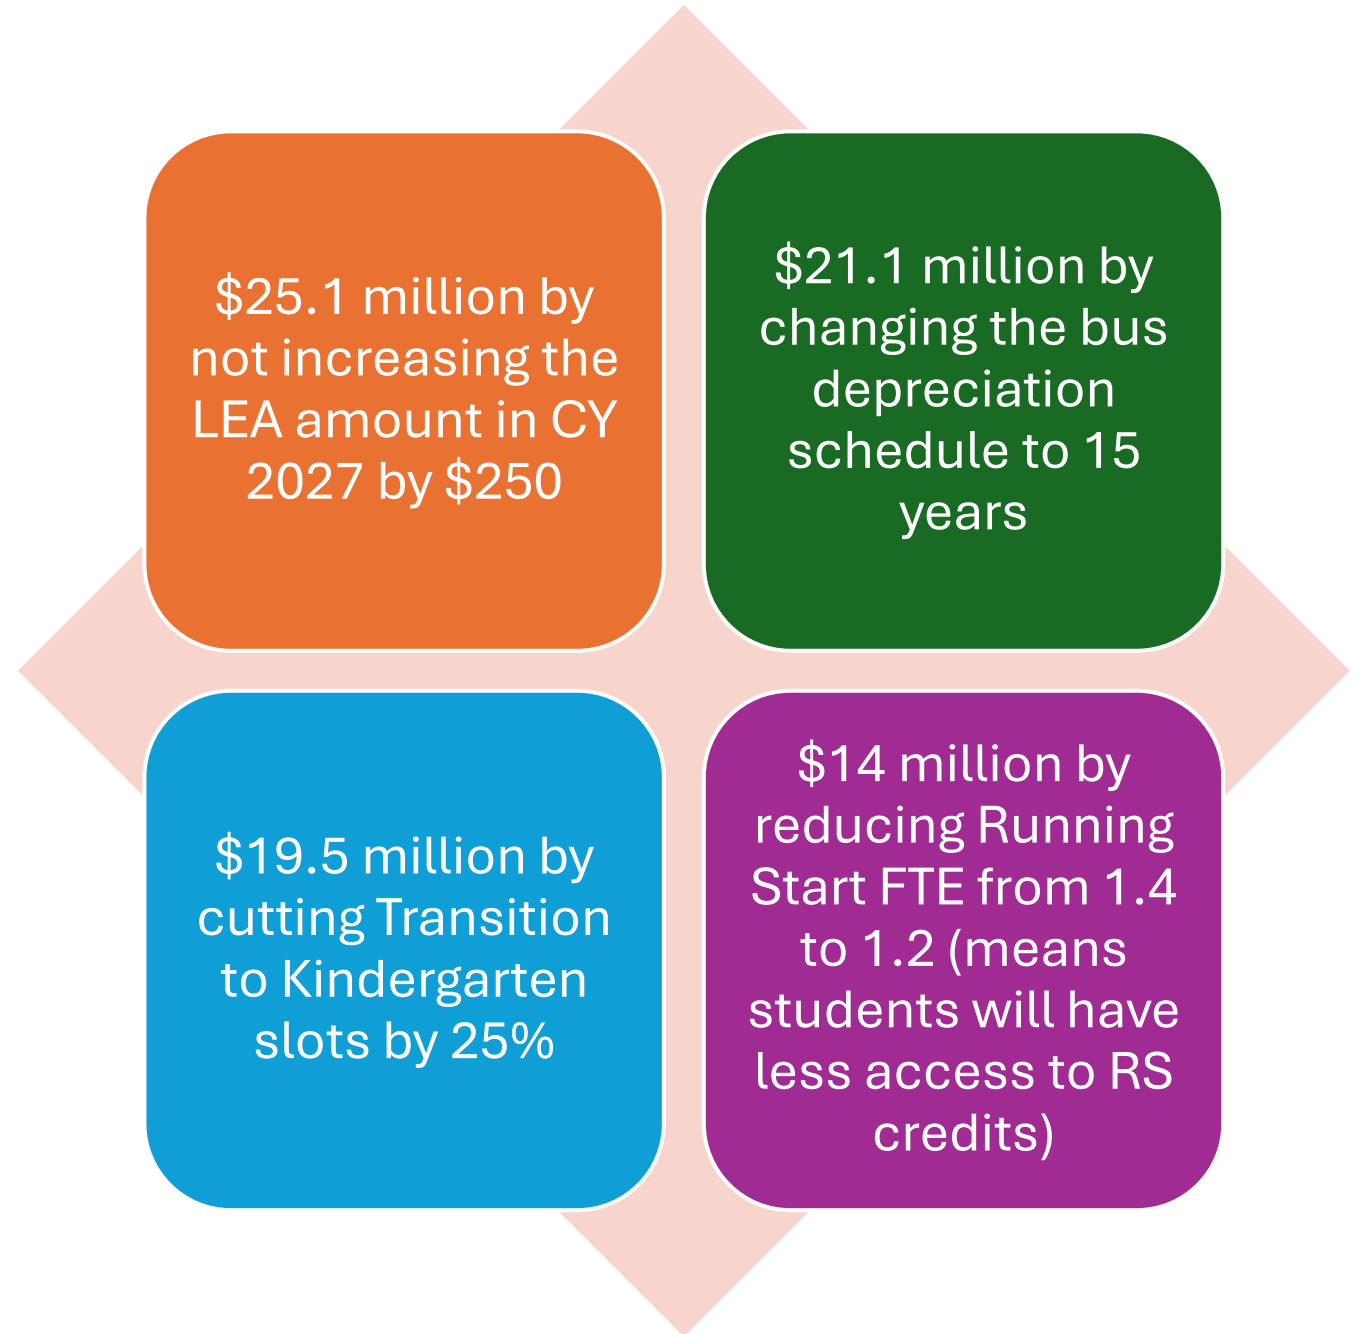 $25.1 million by
not increasing the
LEA amount in CY
2027 by $250
$21.1 million by
changing the bus
depreciation
schedule to 15
years
$19.5 million by
cutting Transition
to Kindergarten
slots by 25%
$14 million by
reducing Running
Start FTE from 1.4
to 1.2 (means
students will have
less access to RS
credits)